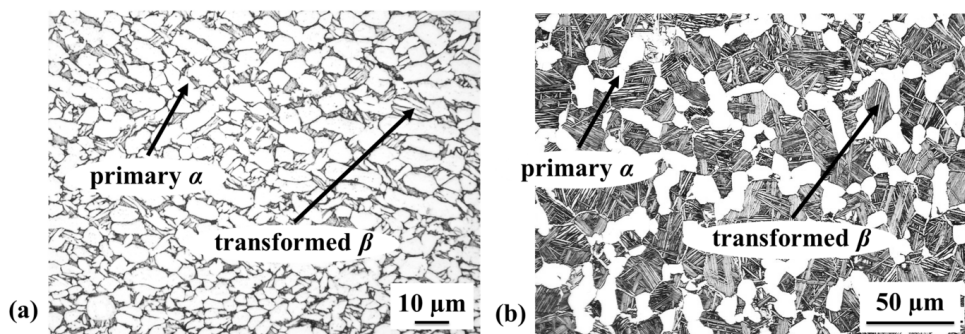 primary α
transformed β
(a)
10 μm
primary α
transformed β
(b)
50 μm